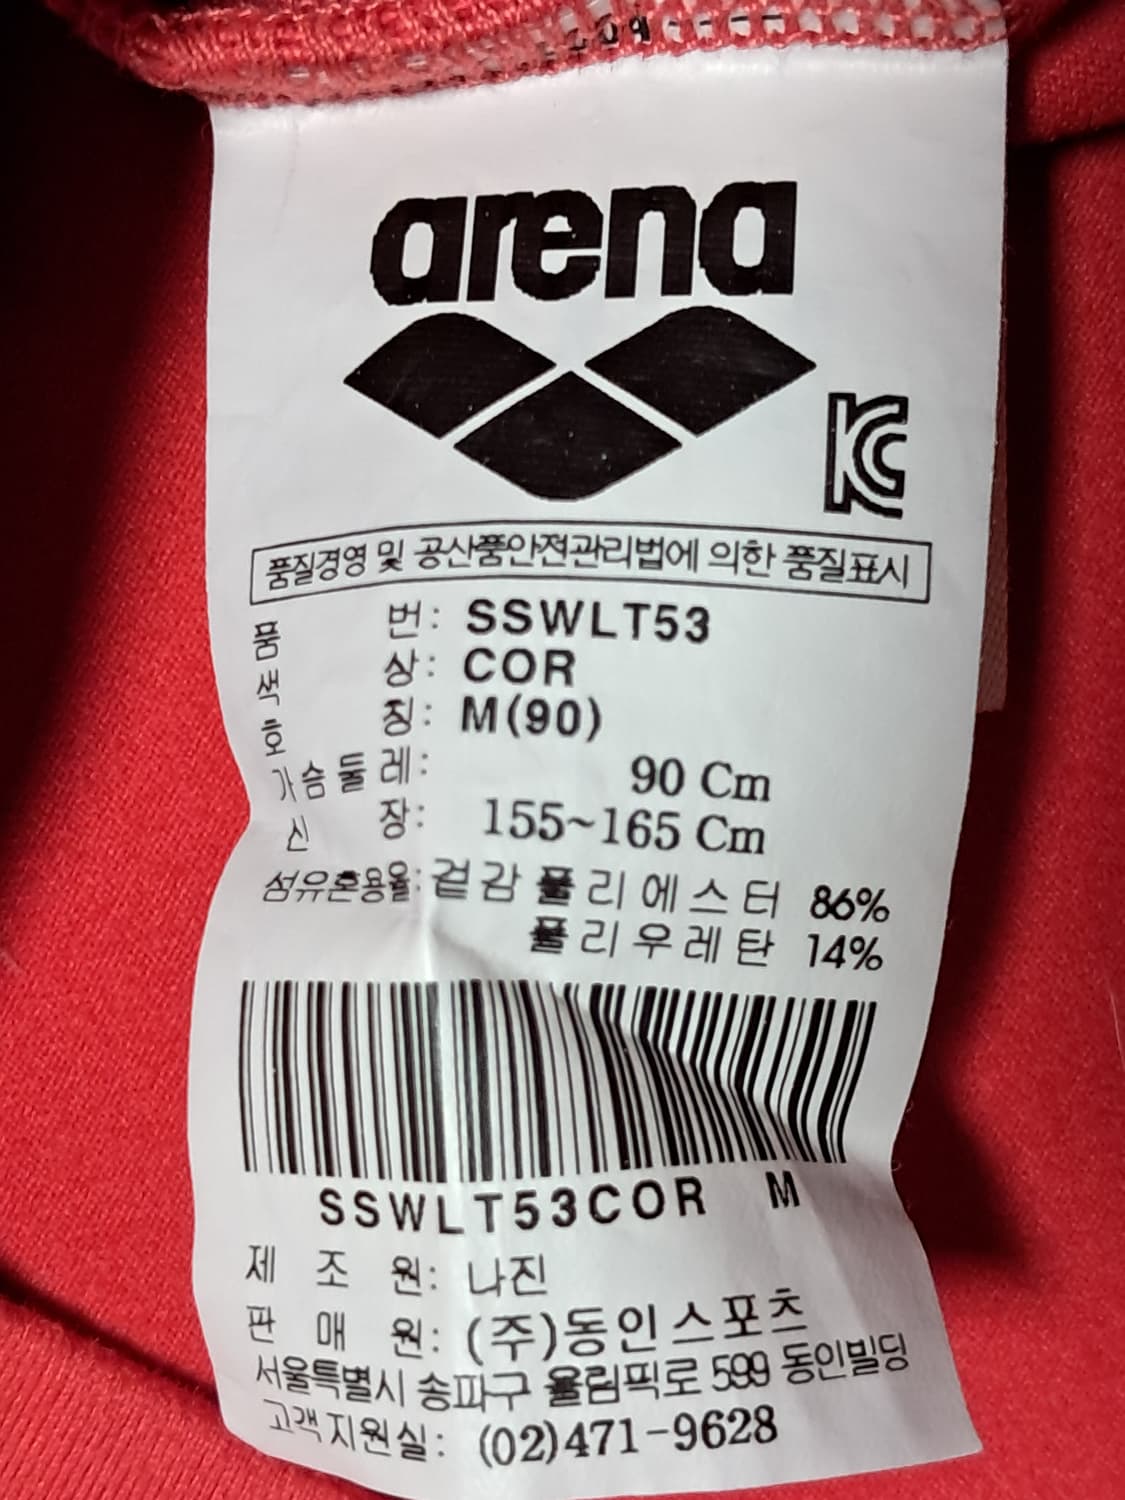 arena
KC
품질경영 및 공산품안전관리법에 의한 품질표시
품 번: SSWLT53
색 상: COR
호 칭: M(90)
가슴둘레: 90 Cm
신 장: 155~165 Cm
섬유혼용율: 겉감 폴리에스터 86%
폴리우레탄 14%
SSWLT53COR M
제 조 원: 나진
판 매 원: (주)동인스포츠
서울특별시 송파구 올림픽로 599 동인빌딩
고객지원실: (02)471-9628